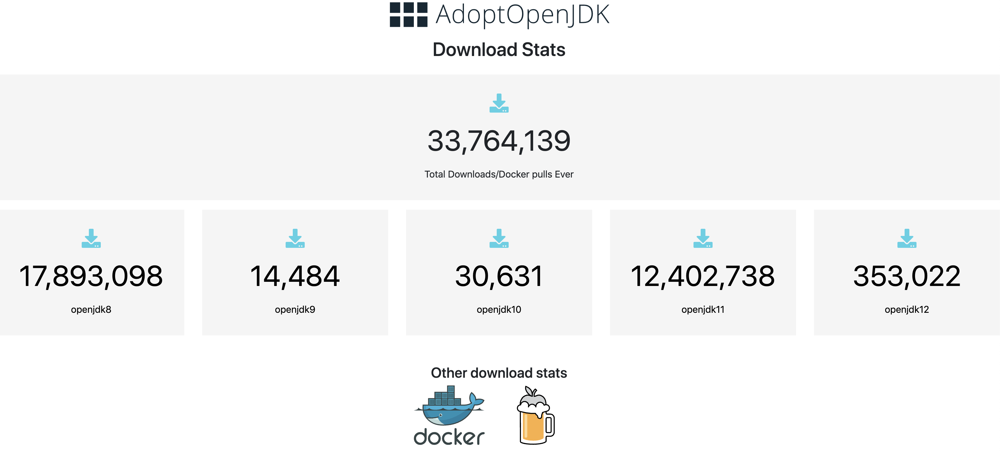 AdoptOpenJDK
Download Stats
33,764,139
Total Downloads/Docker pulls Ever
17,893,098
openjdk8
14,484
openjdk9
30,631
openjdk10
12,402,738
openjdk11
353,022
openjdk12
Other download stats
docker